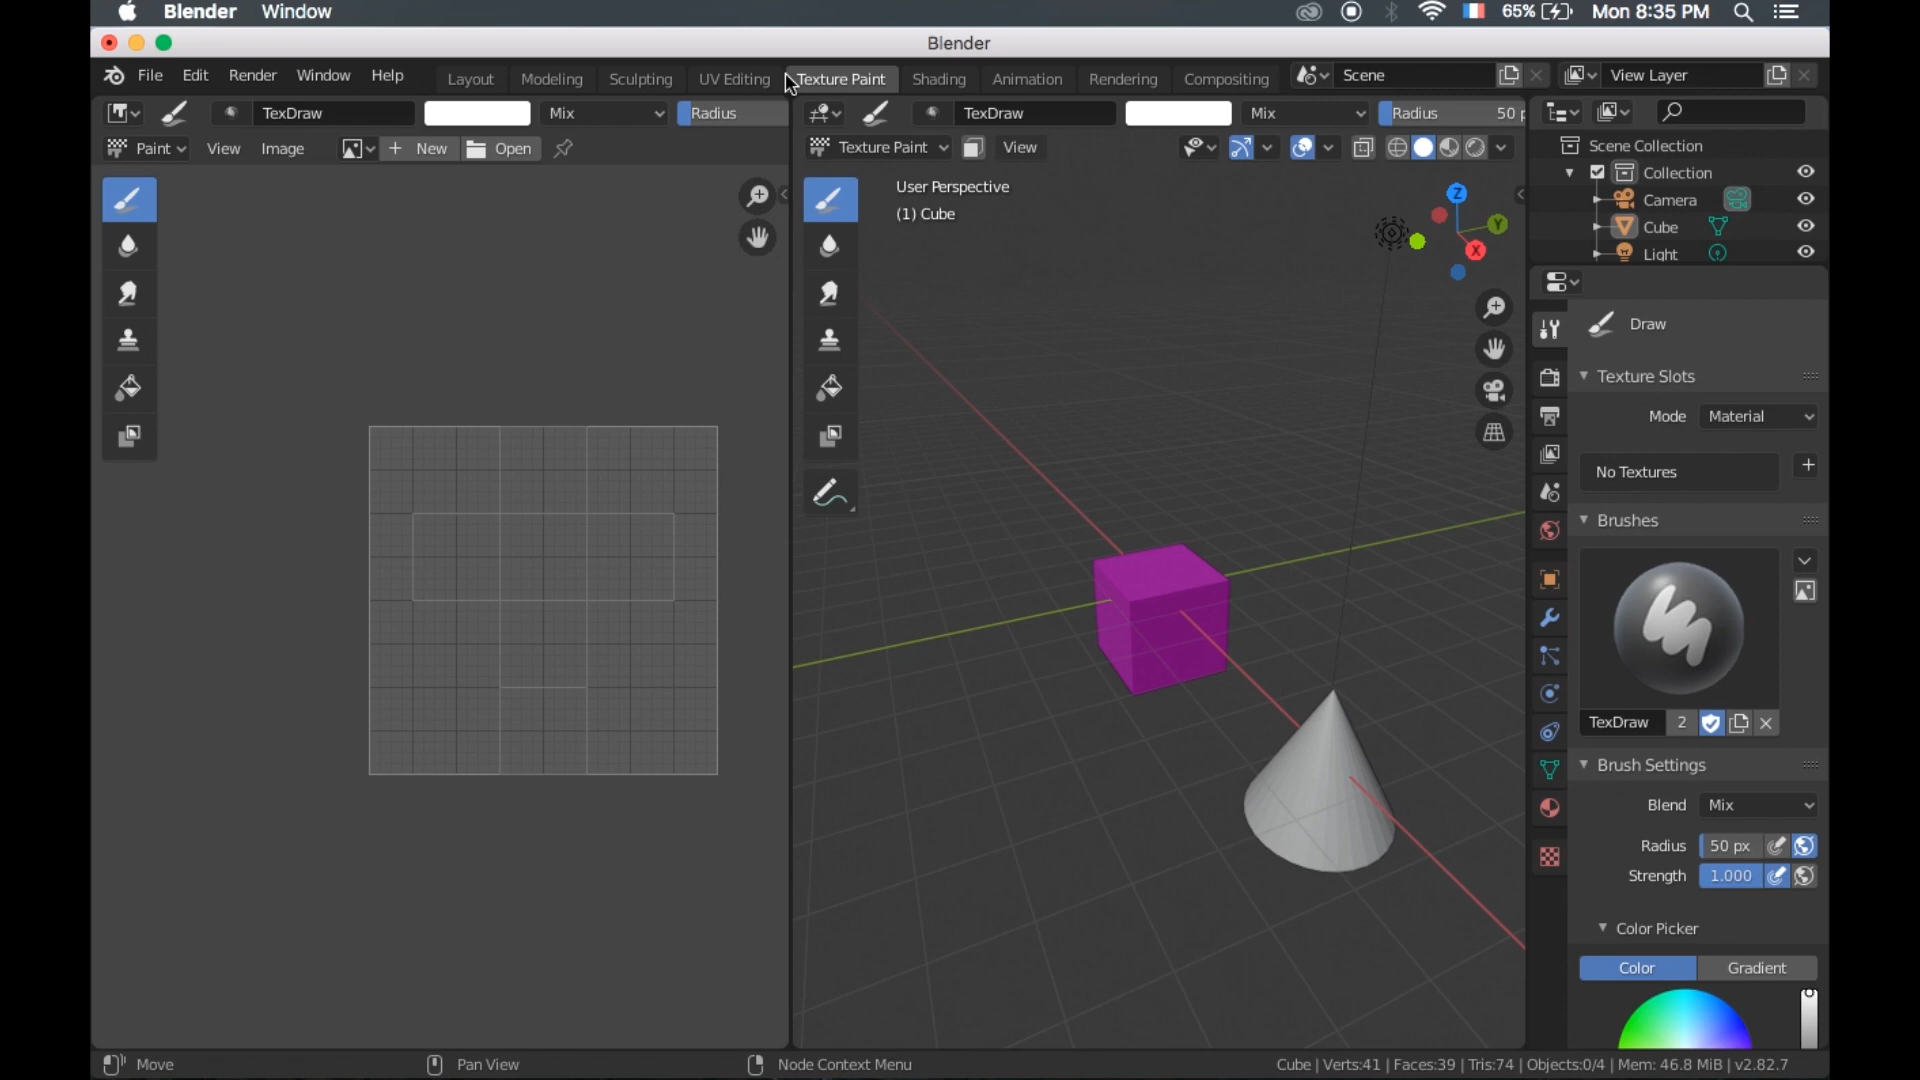 Blender Window 65% Mon 8:35 PM
Blender
File Edit Render Window Help Layout Modeling Sculpting UV Editing Texture Paint Shading Animation Rendering Compositing Scene View Layer
TexDraw Mix Radius TexDraw Mix Radius 50 p
Paint View Image + New Open Texture Paint View
User Perspective
(1) Cube
Z
Y
X
Scene Collection
Collection
Camera
Cube
Light
Draw
Texture Slots
Mode Material
No Textures +
Brushes
TexDraw 2
Brush Settings
Blend Mix
Radius 50 px
Strength 1.000
Color Picker
Color Gradient
Move Pan View Node Context Menu Cube | Verts:41 | Faces:39 | Tris:74 | Objects:0/4 | Mem: 46.8 MiB | v2.82.7